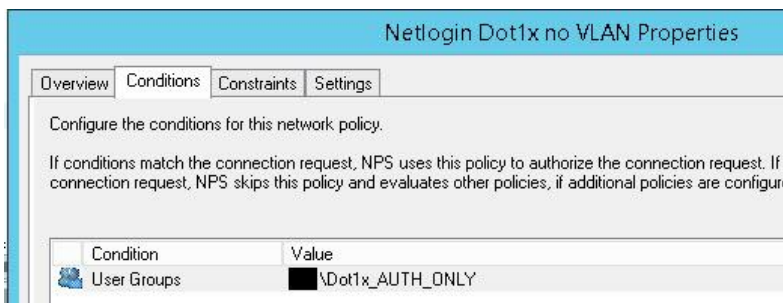 Netlogin Dot1x no VLAN Properties
Overview Conditions Constraints Settings
Configure the conditions for this network policy.
If conditions match the connection request, NPS uses this policy to authorize the connection request. If
connection request, NPS skips this policy and evaluates other policies, if additional policies are configure
Condition Value
User Groups \Dot1x_AUTH_ONLY